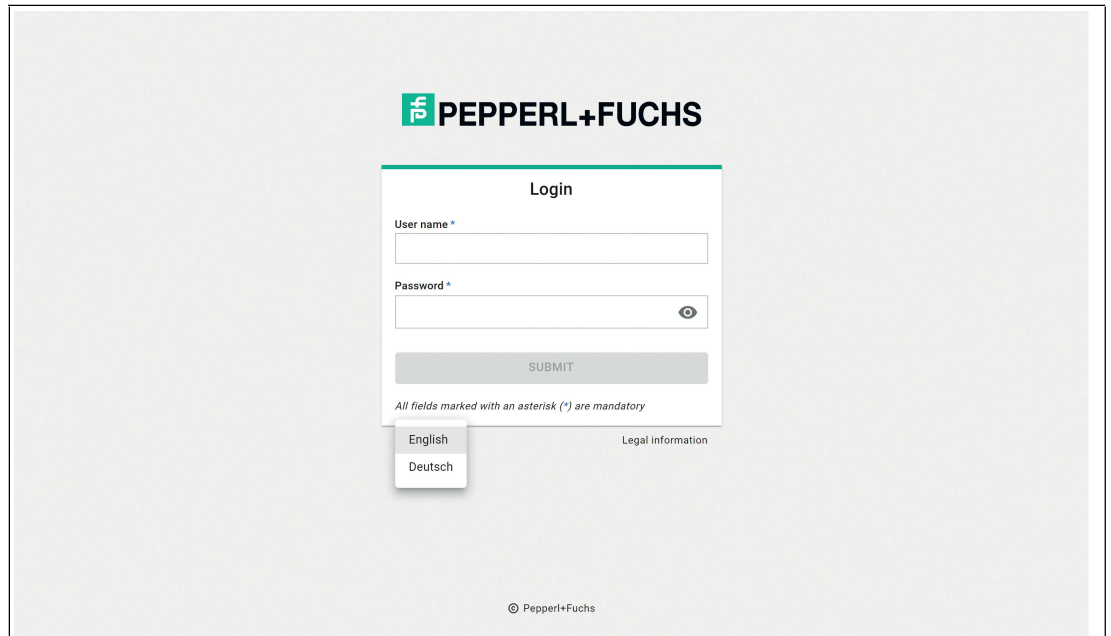 PEPPERL+FUCHS
Login
User name *
Password *
SUBMIT
All fields marked with an asterisk (*) are mandatory
English
Legal information
Deutsch
© Pepperl+Fuchs